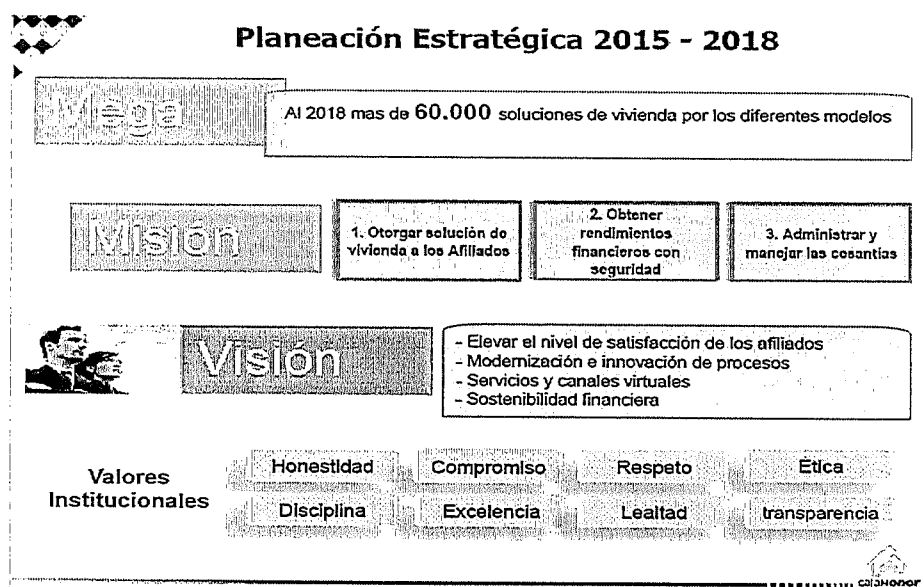 Planeación Estratégica 2015 - 2018
Mega
Al 2018 mas de 60.000 soluciones de vivienda por los diferentes modelos
Misión
1. Otorgar solución de
vivienda a los Afiliados
2. Obtener
rendimientos
financieros con
seguridad
3. Administrar y
manejar las cesantías
Visión
- Elevar el nivel de satisfacción de los afiliados
- Modernización e innovación de procesos
- Servicios y canales virtuales
- Sostenibilidad financiera
Valores
Institucionales
Honestidad
Compromiso
Respeto
Ética
Disciplina
Excelencia
Lealtad
transparencia
cajaHonor